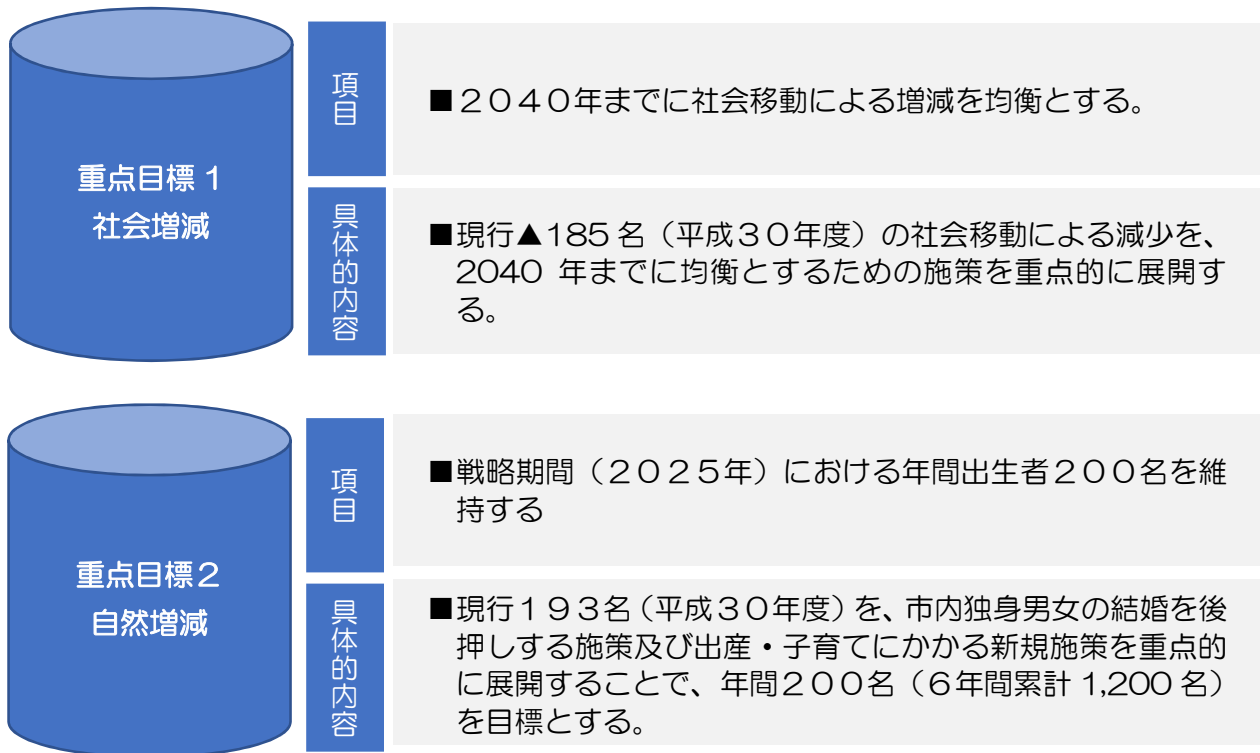 重点目標1
社会増減
項目
■２０４０年までに社会移動による増減を均衡とする。
具体的内容
■現行▲185名（平成３０年度）の社会移動による減少を、
2040 年までに均衡とするための施策を重点的に展開す
る。
重点目標２
自然増減
項目
■戦略期間（２０２５年）における年間出生者２００名を維
持する
具体的内容
■現行１９３名（平成３０年度）を、市内独身男女の結婚を後
押しする施策及び出産・子育てにかかる新規施策を重点的
に展開することで、年間２００名（６年間累計 1,200 名）
を目標とする。